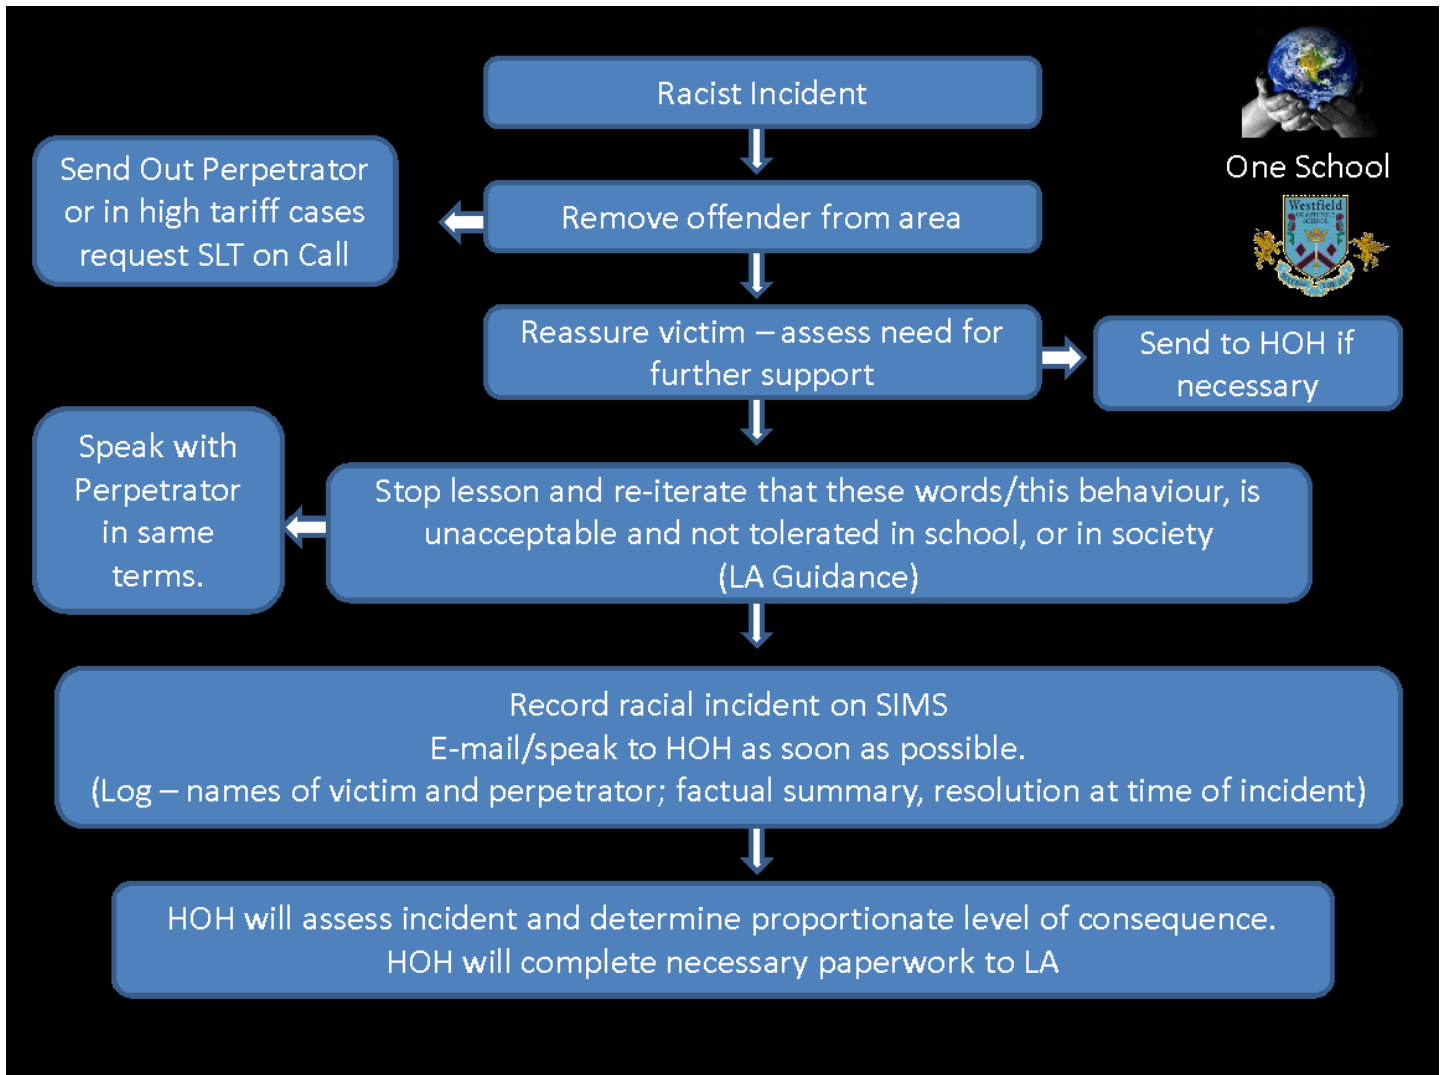 Racist Incident
One School
Westfield
COMMUNITY
SCHOOL
Send Out Perpetrator
or in high tariff cases
request SLT on Call
Remove offender from area
Reassure victim – assess need for
further support
Send to HOH if
necessary
Speak with
Perpetrator
in same
terms.
Stop lesson and re-iterate that these words/this behaviour, is
unacceptable and not tolerated in school, or in society
(LA Guidance)
Record racial incident on SIMS
E-mail/speak to HOH as soon as possible.
(Log – names of victim and perpetrator; factual summary, resolution at time of incident)
HOH will assess incident and determine proportionate level of consequence.
HOH will complete necessary paperwork to LA